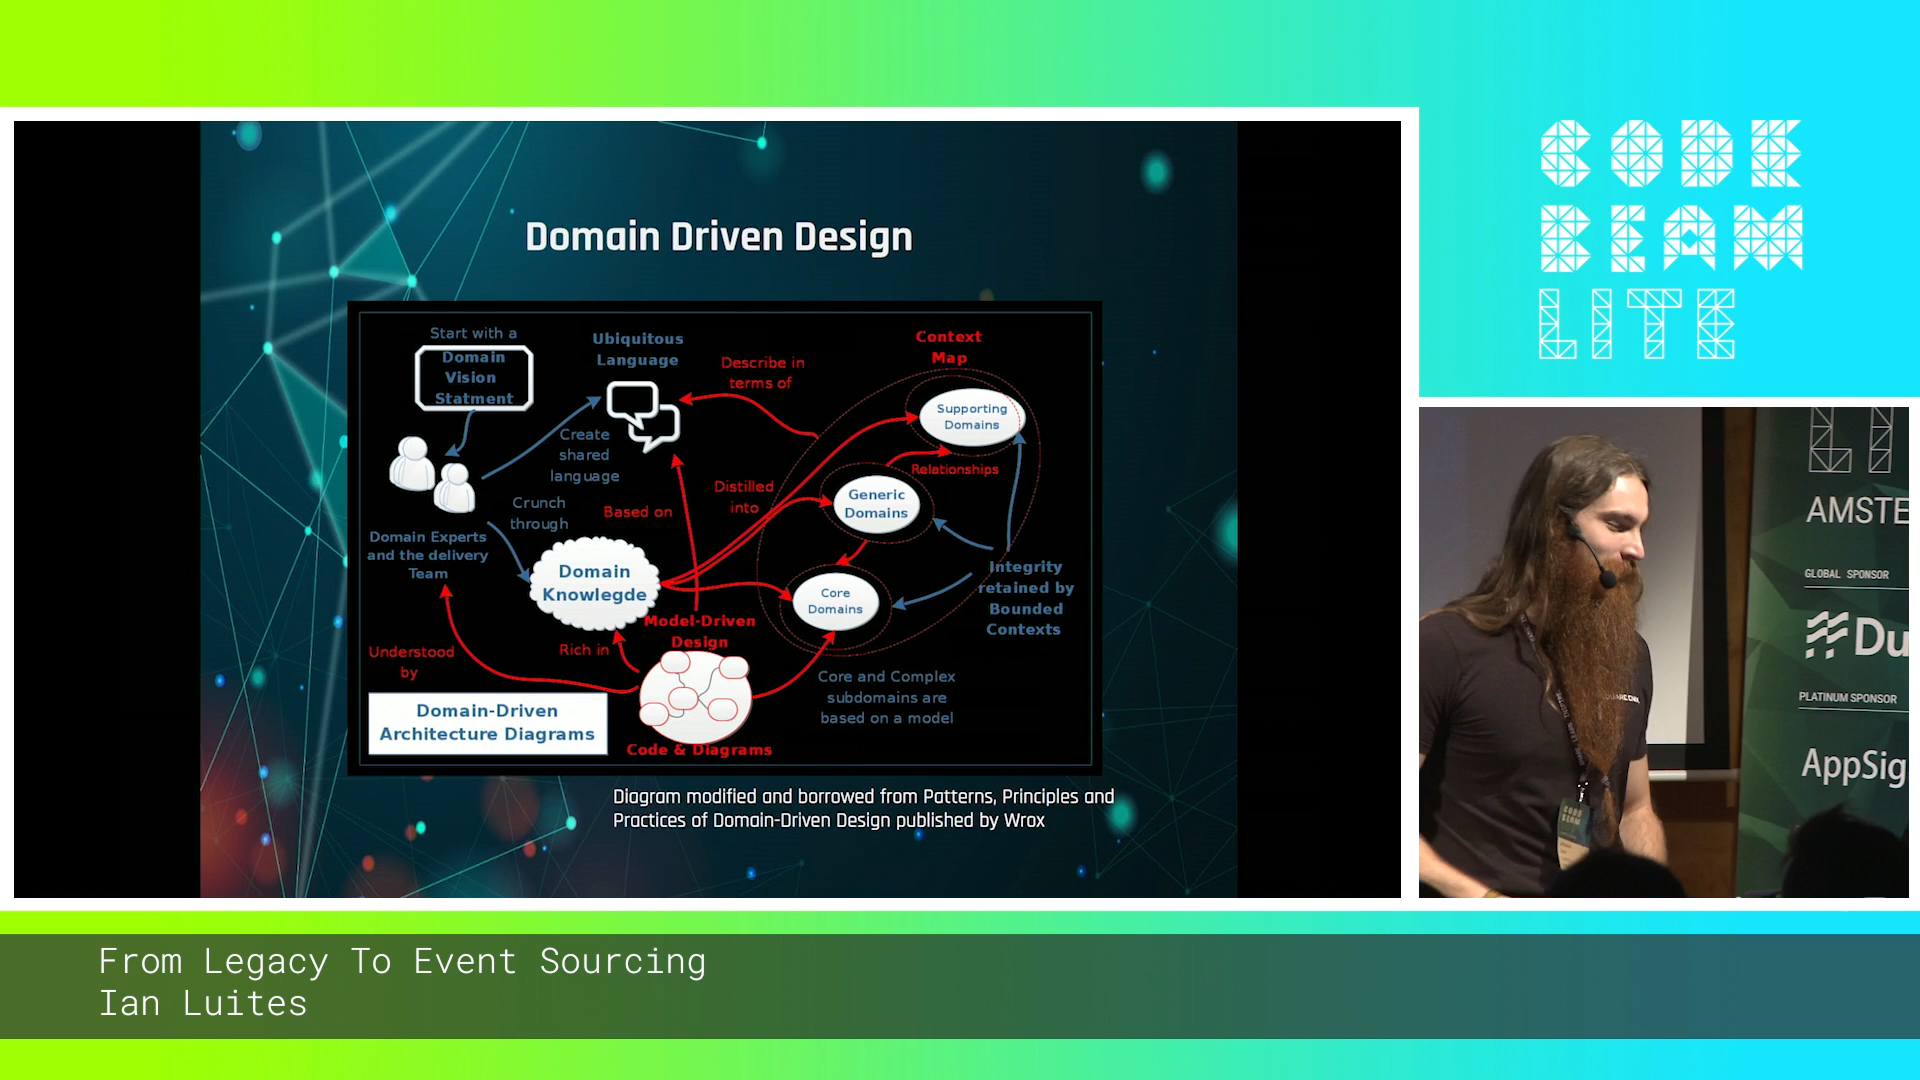 CODE
BEAM
LITE
Domain Driven Design
Start with a
Domain
Vision
Statment
Ubiquitous
Language
Describe in
terms of
Context
Map
Supporting
Domains
Create
shared
language
Relationships
Crunch
through
Based on
Distilled
into
Generic
Domains
Domain Experts
and the delivery
Team
Domain
Knowlegde
Core
Domains
Integrity
retained by
Bounded
Contexts
Model-Driven
Design
Understood
by
Rich in
Core and Complex
subdomains are
based on a model
Domain-Driven
Architecture Diagrams
Code & Diagrams
Diagram modified and borrowed from Patterns, Principles and
Practices of Domain-Driven Design published by Wrox
LI
AMSTE
GLOBAL SPONSOR
Du
PLATINUM SPONSOR
AppSig
CODE
BEAM
From Legacy To Event Sourcing
Ian Luites